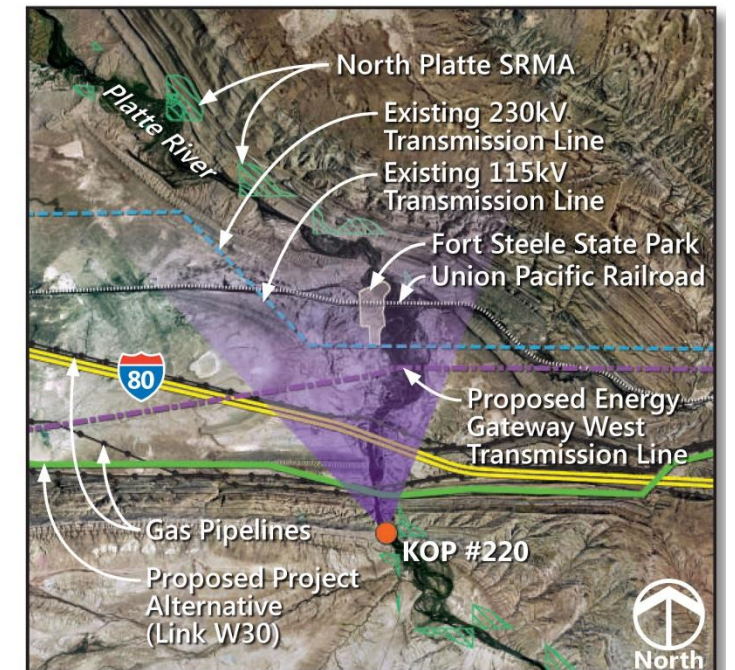 North Platte SRMA
Platte River
Existing 230kV
Transmission Line
Existing 115kV
Transmission Line
Fort Steele State Park
Union Pacific Railroad
80
Proposed Energy
Gateway West
Transmission Line
Gas Pipelines
KOP #220
Proposed Project
Alternative
(Link W30)
North